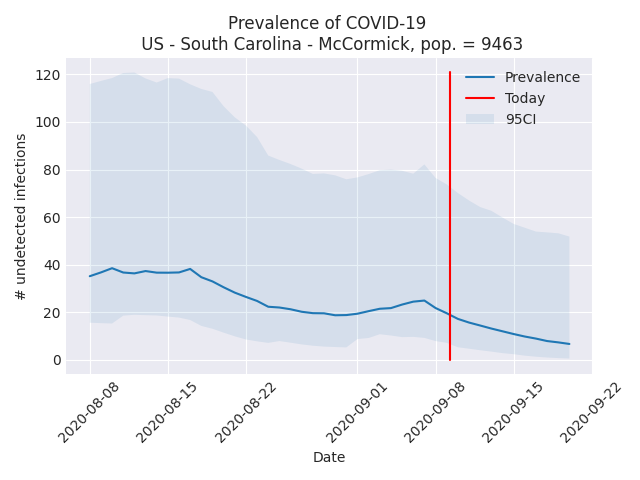 Prevalence of COVID-19
US - South Carolina - McCormick, pop. = 9463
Prevalence
Today
95CI
120
100
80
60
40
20
0
# undetected infections
2020-08-08
2020-08-15
2020-08-22
2020-09-01
2020-09-08
2020-09-15
2020-09-22
Date